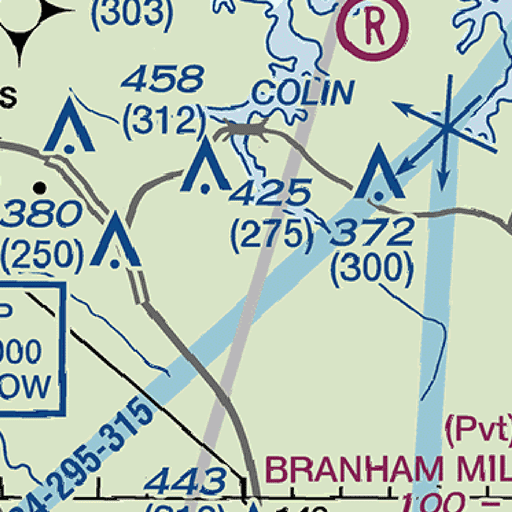 (303)
R
458
(312)
COLIN
S
380
(250)
425
(275)
372
(300)
P
000
OW
-295-315
(Pvt)
BRANHAM MIL
443
100 -